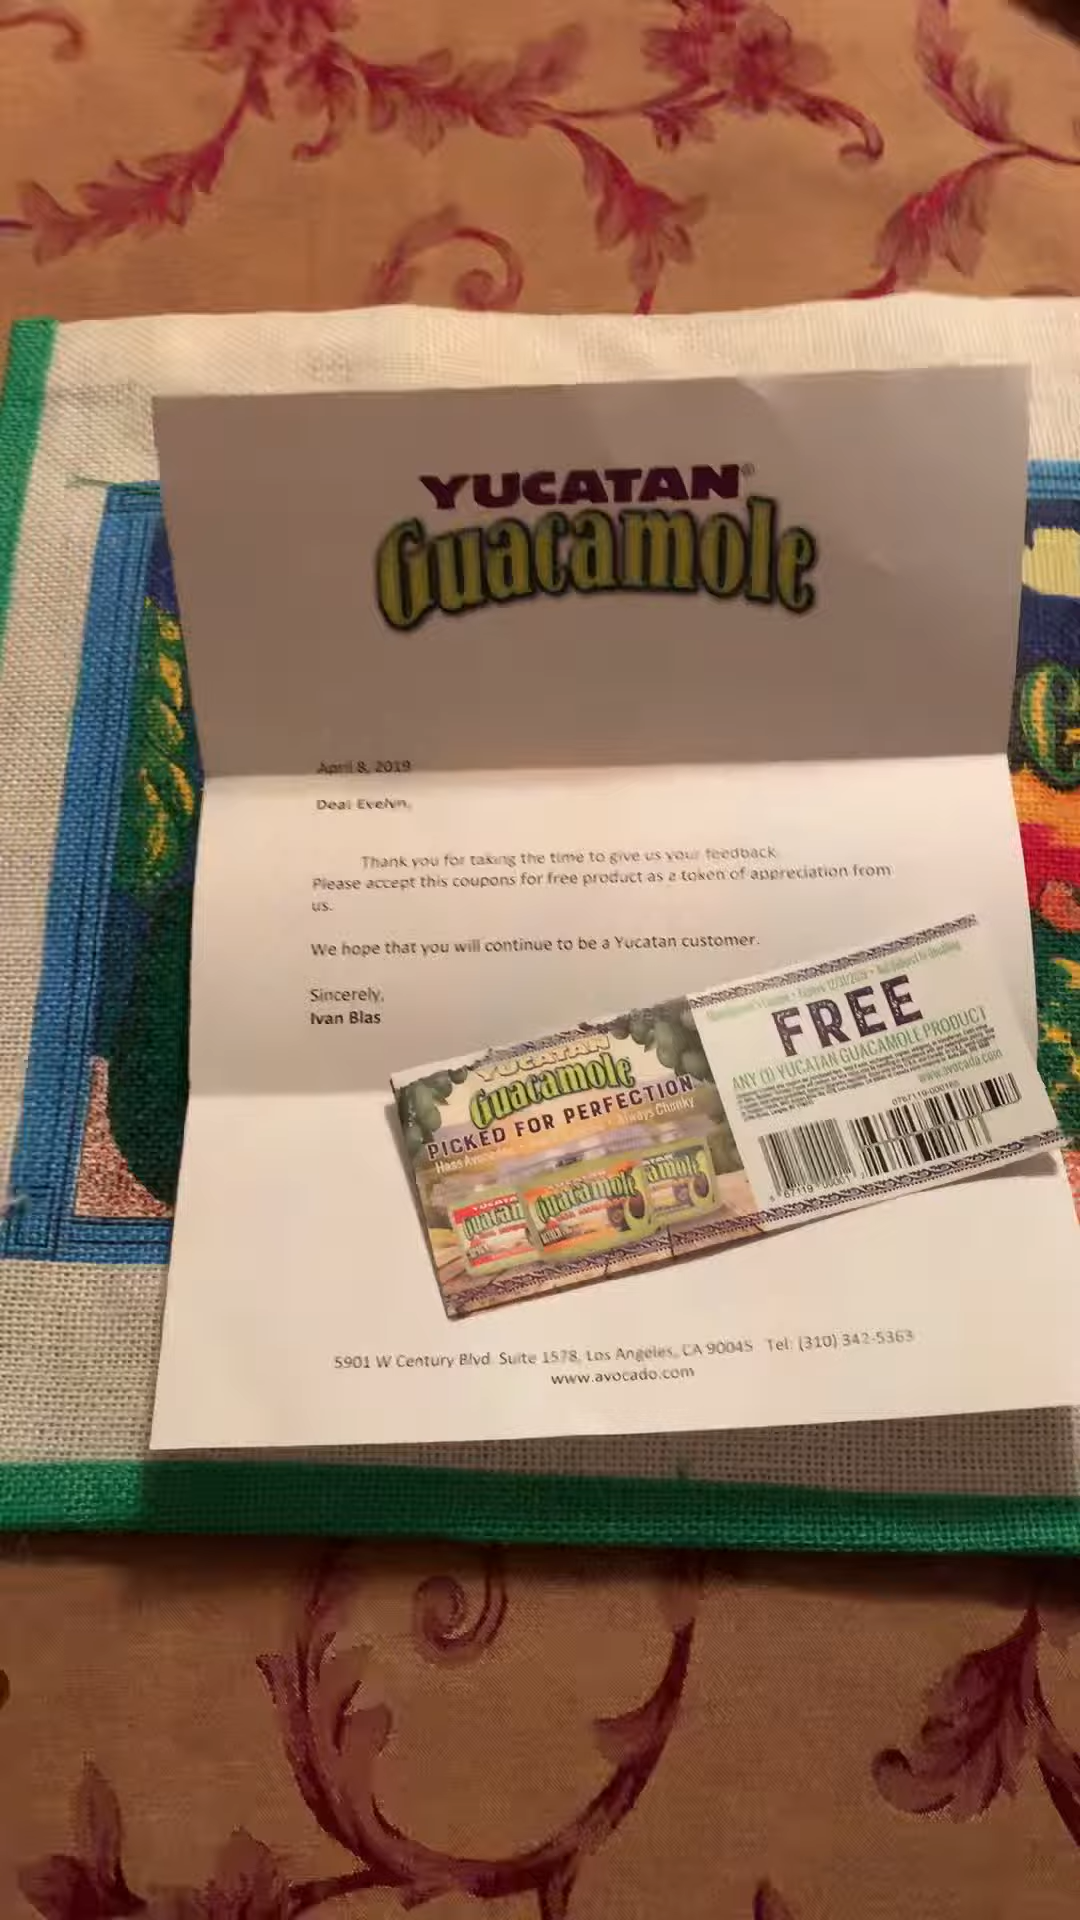 YUCATAN®
Guacamole
April 8, 2019
Dear Evelyn,
Thank you for taking the time to give us your feedback.
Please accept this coupons for free product as a token of appreciation from
us.
We hope that you will continue to be a Yucatan customer.
Sincerely,
Ivan Blas
YUCATAN
Guacamole
PICKED FOR PERFECTION
Always Chunky
Guacamole
FREE
ANY (1) YUCATAN GUACAMOLE PRODUCT
www.avocado.com
5901 W Century Blvd Suite 1578, Los Angeles, CA 90045 Tel: (310) 342-5363
www.avocado.com